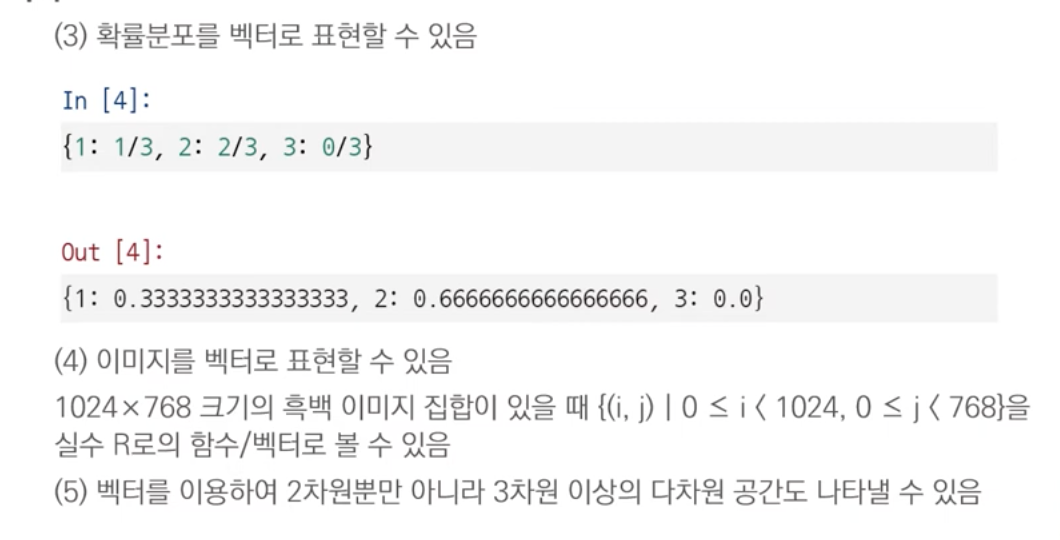 (3) 확률분포를 벡터로 표현할 수 있음
In [4]:
{1: 1/3, 2: 2/3, 3: 0/3}
Out [4]:
{1: 0.3333333333333333, 2: 0.6666666666666666, 3: 0.0}
(4) 이미지를 벡터로 표현할 수 있음
1024×768 크기의 흑백 이미지 집합이 있을 때 {(i, j) | 0 ≤ i < 1024, 0 ≤ j < 768}을
실수 R로의 함수/벡터로 볼 수 있음
(5) 벡터를 이용하여 2차원뿐만 아니라 3차원 이상의 다차원 공간도 나타낼 수 있음